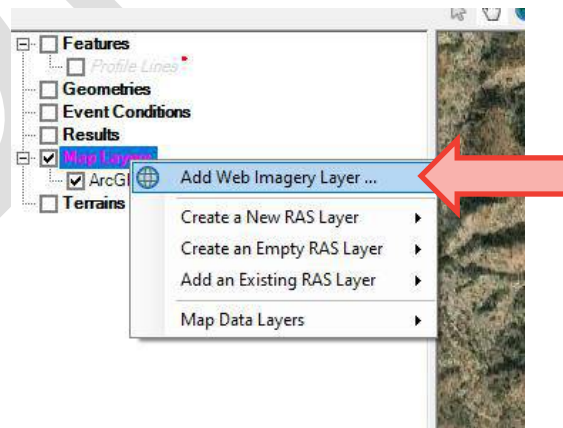 Features
Profile Lines
Geometries
Event Conditions
Results
Map Layers
ArcGI
Terrains
Add Web Imagery Layer ...
Create a New RAS Layer
Create an Empty RAS Layer
Add an Existing RAS Layer
Map Data Layers